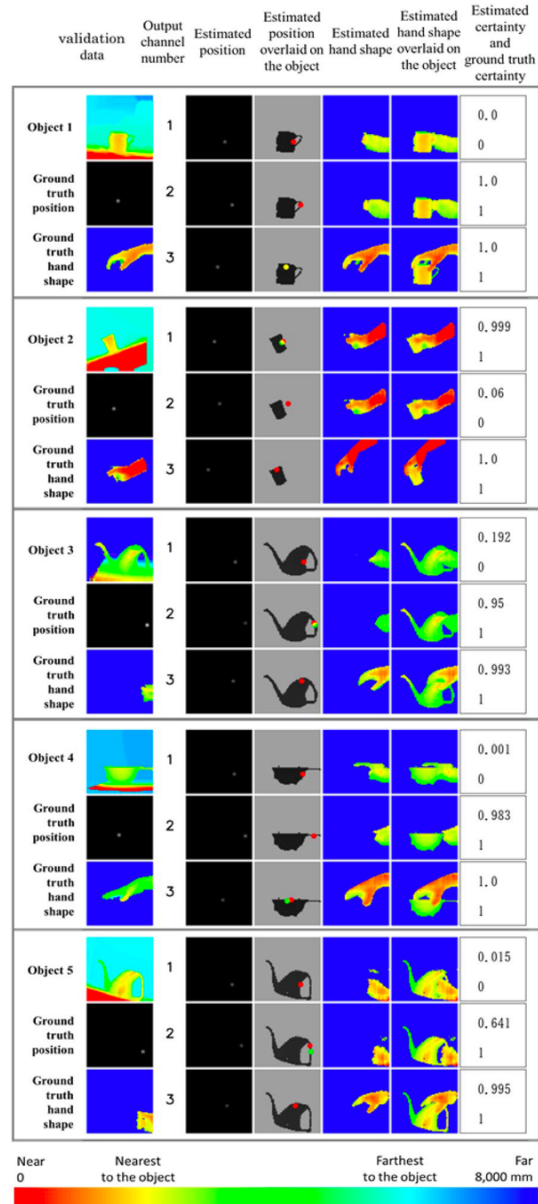 validation
data
Output
channel
number
Estimated
position
Estimated
position
overlaid on
the object
Estimated
hand shape
Estimated
hand shape
overlaid on
the object
Estimated
certainty
and
ground truth
certainty
Object 1
1
0.0
0
Ground
truth
position
2
1.0
1
Ground
truth
hand
shape
3
1.0
1
Object 2
1
0.999
1
Ground
truth
position
2
0.06
0
Ground
truth
hand
shape
3
1.0
1
Object 3
1
0.192
0
Ground
truth
position
2
0.95
1
Ground
truth
hand
shape
3
0.993
1
Object 4
1
0.001
0
Ground
truth
position
2
0.983
1
Ground
truth
hand
shape
3
1.0
1
Object 5
1
0.015
0
Ground
truth
position
2
0.641
1
Ground
truth
hand
shape
3
0.995
1
Near
0
Nearest
to the object
Farthest
to the object
Far
8,000 mm